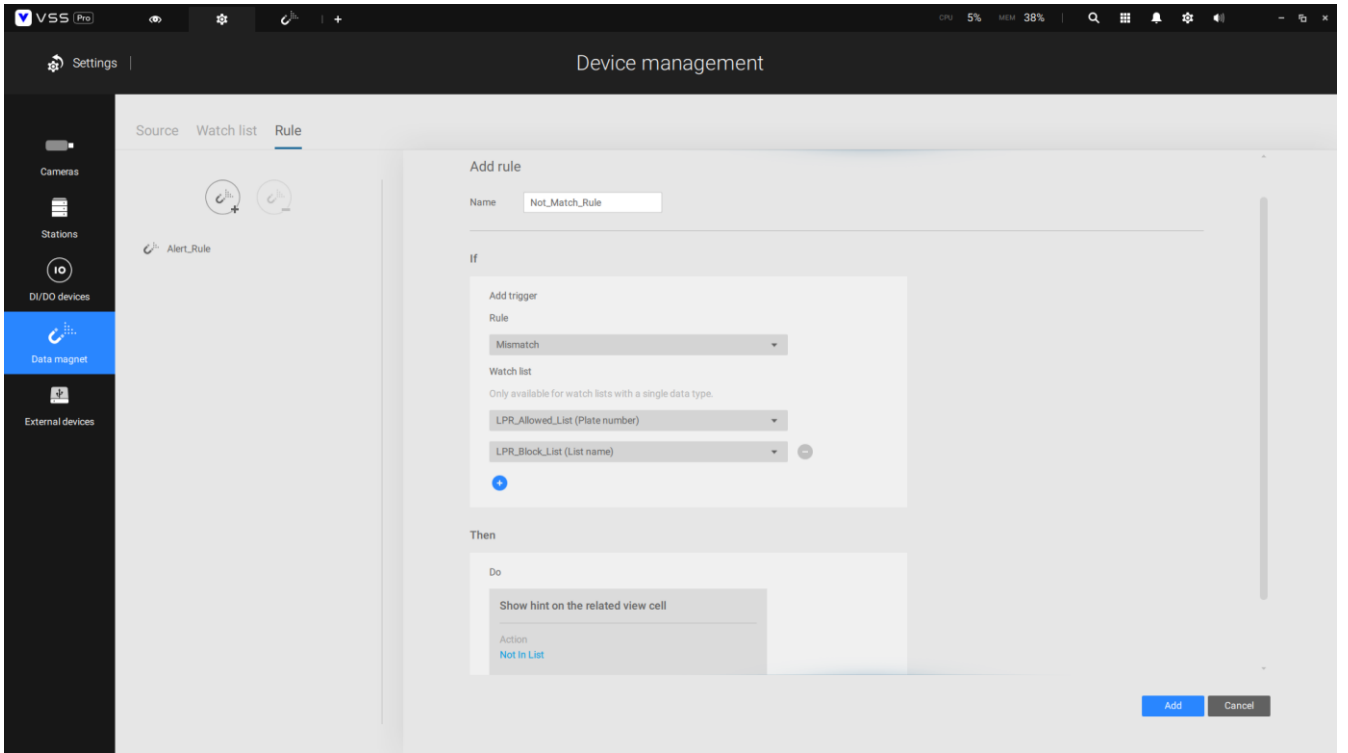 VSS Pro
CPU 5% MEM 38%
Settings
Device management
Cameras
Stations
IO
DI/DO devices
Data magnet
External devices
Source Watch list Rule
Alert_Rule
Add rule
Name Not_Match_Rule
If
Add trigger
Rule
Mismatch
Watch list
Only available for watch lists with a single data type.
LPR_Allowed_List (Plate number)
LPR_Block_List (List name)
Then
Do
Show hint on the related view cell
Action
Not In List
Add Cancel